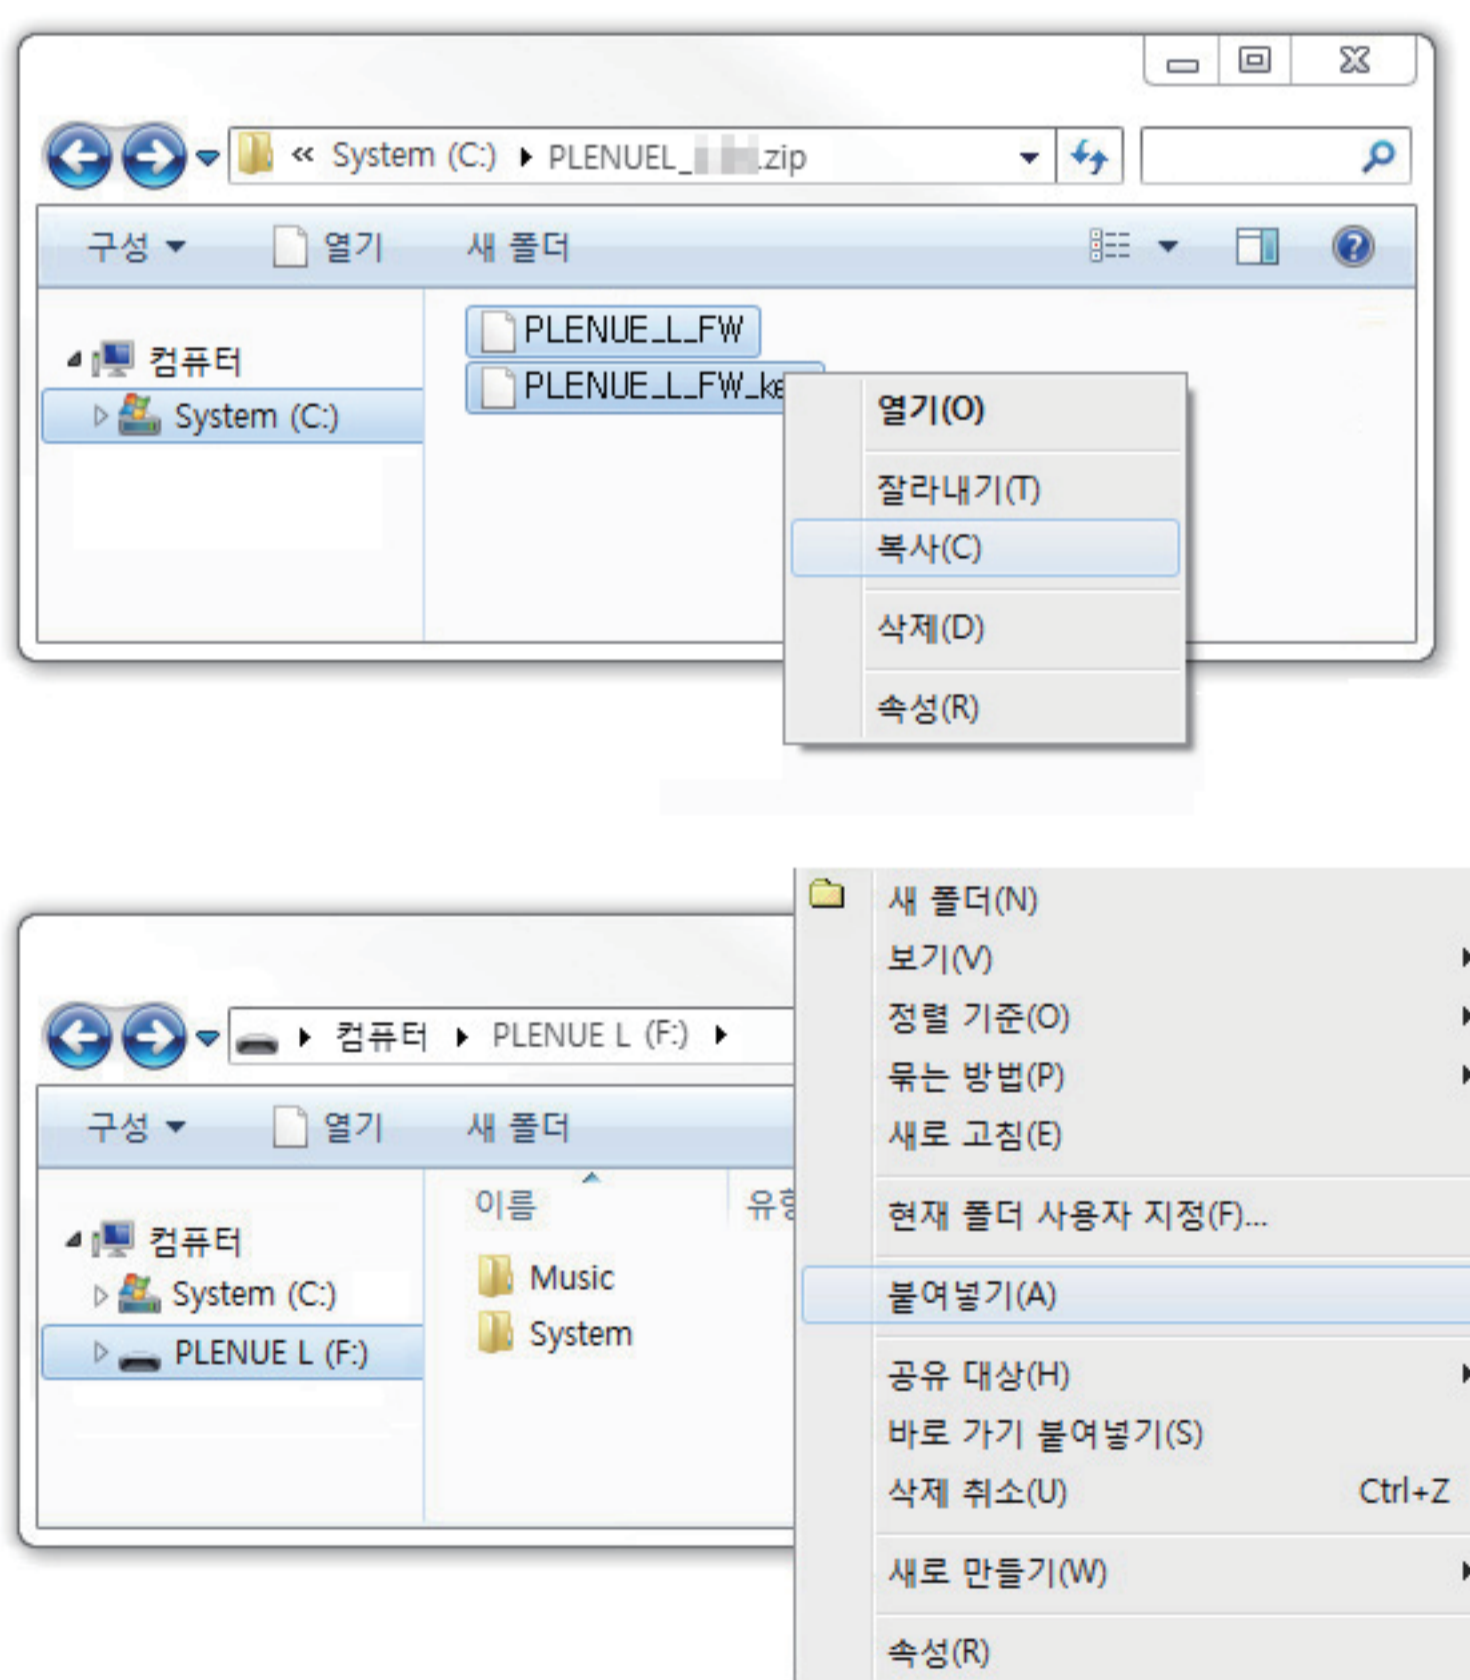 « System (C:) ▸ PLENUEL_ .zip
구성 열기 새 폴더
컴퓨터
System (C:)
PLENUE_L_FW
PLENUE_L_FW_ke
열기(O)
잘라내기(T)
복사(C)
삭제(D)
속성(R)
▸ 컴퓨터 ▸ PLENUE L (F:) ▸
구성 열기 새 폴더
컴퓨터
System (C:)
PLENUE L (F:)
이름
Music
System
새 폴더(N)
보기(V)
정렬 기준(O)
묶는 방법(P)
새로 고침(E)
현재 폴더 사용자 지정(F)...
붙여넣기(A)
공유 대상(H)
바로 가기 붙여넣기(S)
삭제 취소(U) Ctrl+Z
새로 만들기(W)
속성(R)